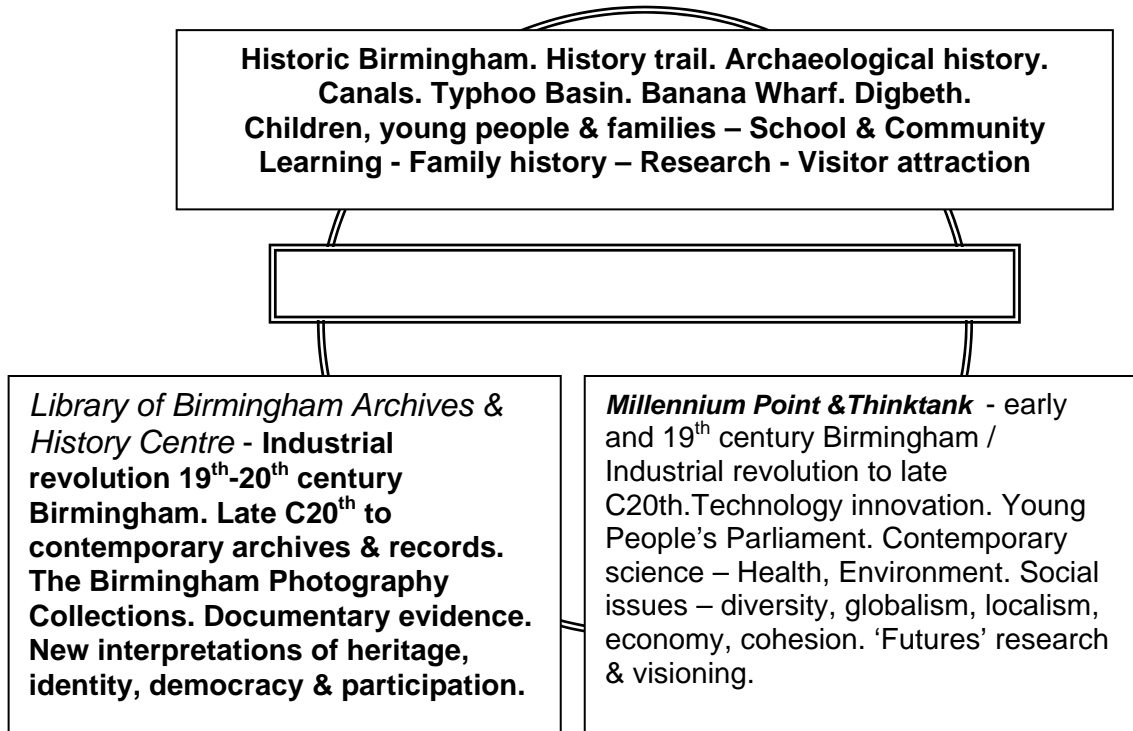 Historic Birmingham. History trail. Archaeological history.
Canals. Typhoo Basin. Banana Wharf. Digbeth.
Children, young people & families – School & Community
Learning - Family history – Research - Visitor attraction
Library of Birmingham Archives &
History Centre - Industrial
revolution 19th-20th century
Birmingham. Late C20th to
contemporary archives & records.
The Birmingham Photography
Collections. Documentary evidence.
New interpretations of heritage,
identity, democracy & participation.
Millennium Point &Thinktank - early
and 19th century Birmingham /
Industrial revolution to late
C20th.Technology innovation. Young
People’s Parliament. Contemporary
science – Health, Environment. Social
issues – diversity, globalism, localism,
economy, cohesion. ‘Futures’ research
& visioning.